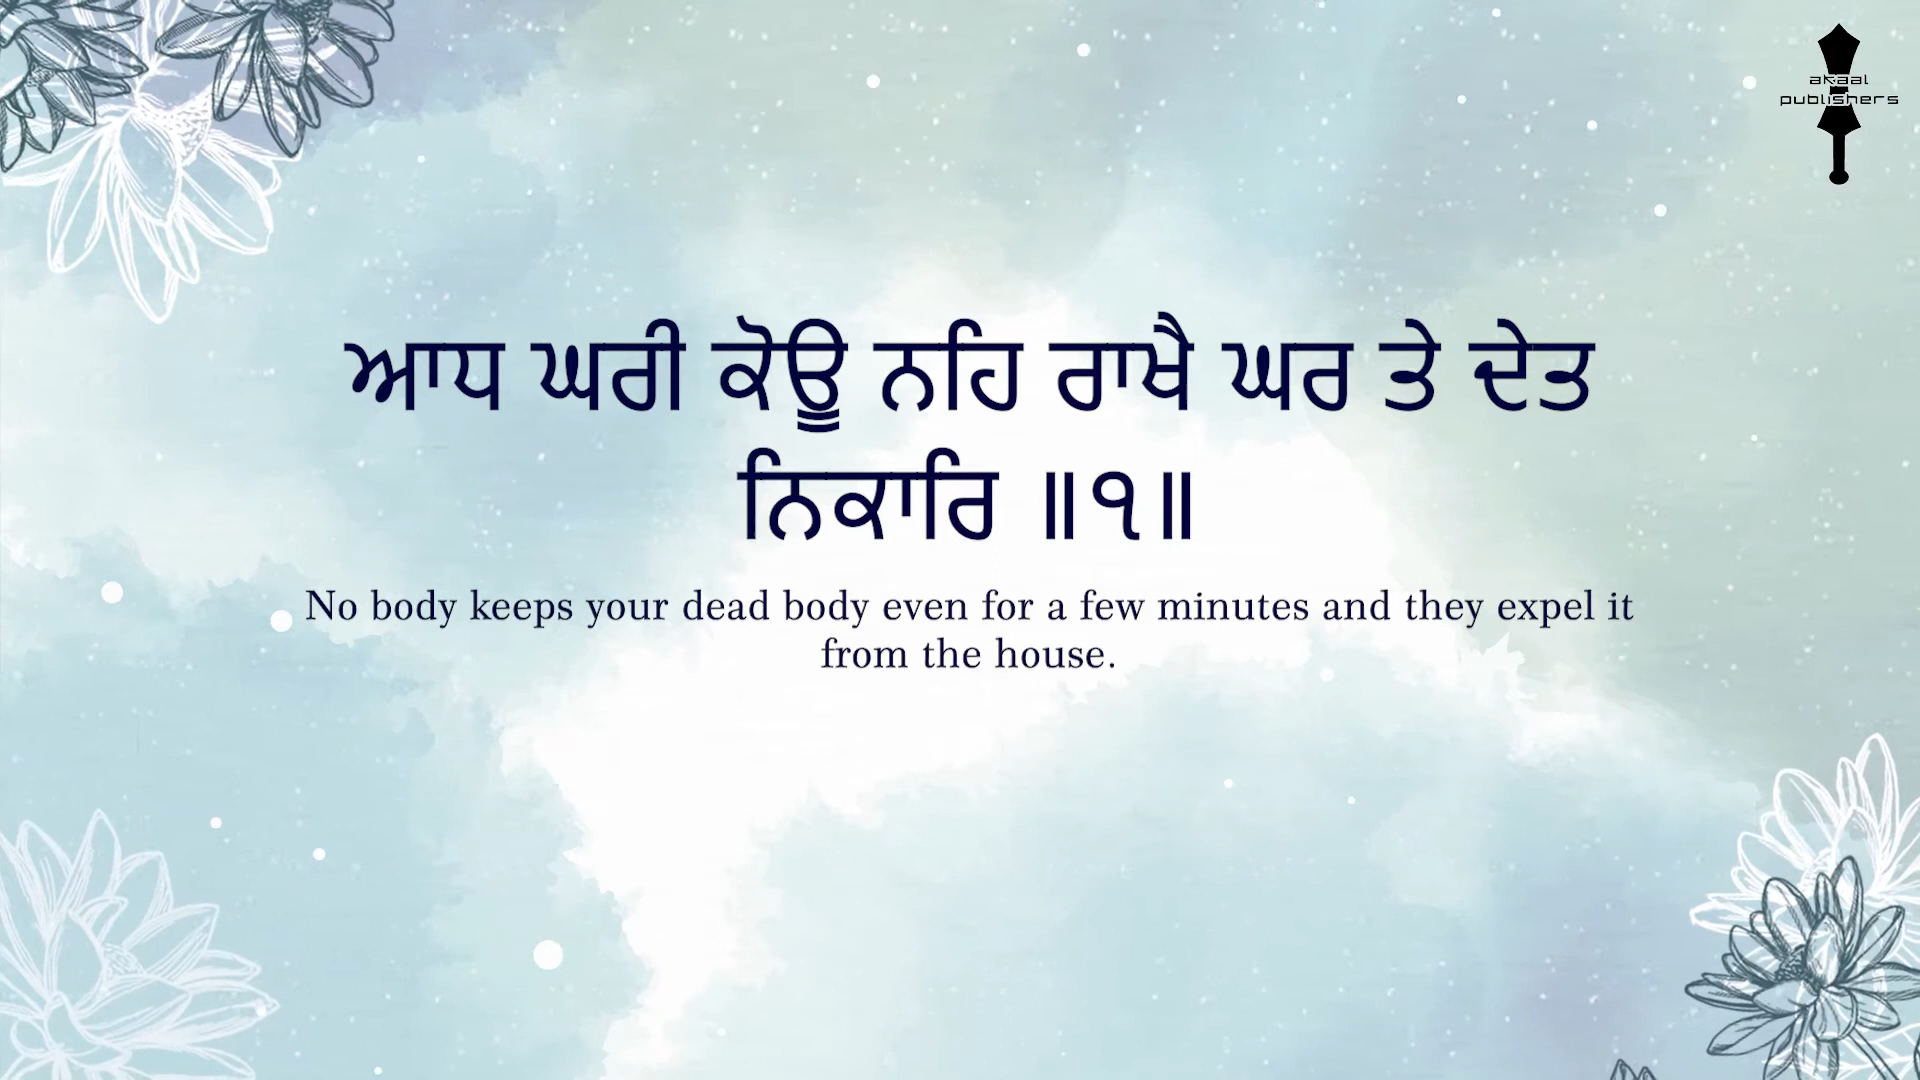 akaal
publishers
ਆਧ ਘਰੀ ਕੋਊ ਨਹਿ ਰਾਖੈ ਘਰ ਤੇ ਦੇਤ
ਨਿਕਾਰਿ ॥੧॥
No body keeps your dead body even for a few minutes and they expel it
from the house.